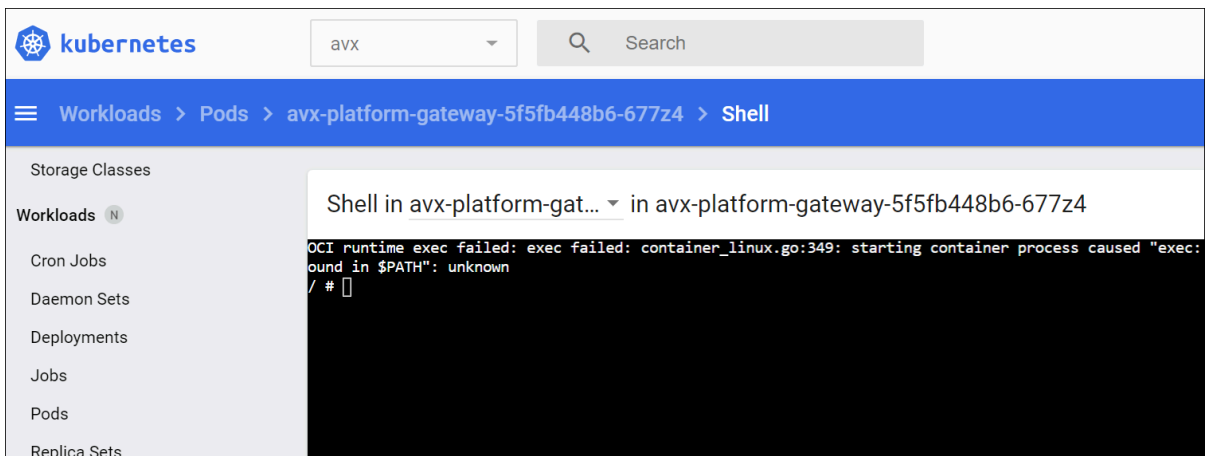 kubernetes
avx
Search
Workloads > Pods > avx-platform-gateway-5f5fb448b6-677z4 > Shell
Storage Classes
Workloads N
Cron Jobs
Daemon Sets
Deployments
Jobs
Pods
Replica Sets
Shell in avx-platform-gat... in avx-platform-gateway-5f5fb448b6-677z4
OCI runtime exec failed: exec failed: container_linux.go:349: starting container process caused "exec:
ound in $PATH": unknown
/ #